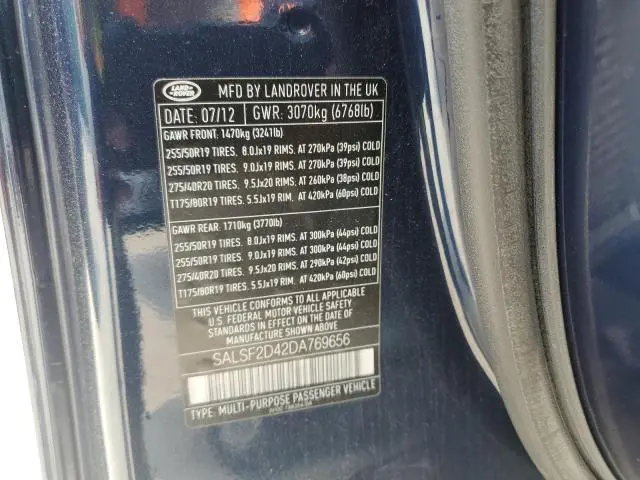 LAND ROVER
MFD BY LANDROVER IN THE UK
DATE: 07/12 GWR: 3070kg (6768lb)
GAWR FRONT: 1470kg (3241lb)
255/50R19 TIRES. 8.0Jx19 RIMS. AT 270kPa (39psi) COLD
255/50R19 TIRES. 9.0Jx19 RIMS. AT 270kPa (39psi) COLD
275/40R20 TIRES. 9.5Jx20 RIMS. AT 260kPa (38psi) COLD
T175/80R19 TIRES. 5.5Jx19 RIM. AT 420kPa (60psi) COLD
GAWR REAR: 1710kg (3770lb)
255/50R19 TIRES. 8.0Jx19 RIMS. AT 300kPa (44psi) COLD
255/50R19 TIRES. 9.0Jx19 RIMS. AT 300kPa (44psi) COLD
275/40R20 TIRES. 9.5Jx20 RIMS. AT 290kPa (42psi) COLD
T175/80R19 TIRES. 5.5Jx19 RIM. AT 420kPa (60psi) COLD
THIS VEHICLE CONFORMS TO ALL APPLICABLE
U.S. FEDERAL MOTOR VEHICLE SAFETY
STANDARDS IN EFFECT ON THE DATE OF
MANUFACTURE SHOWN ABOVE.
SALSF2D42DA769656
TYPE: MULTI-PURPOSE PASSENGER VEHICLE